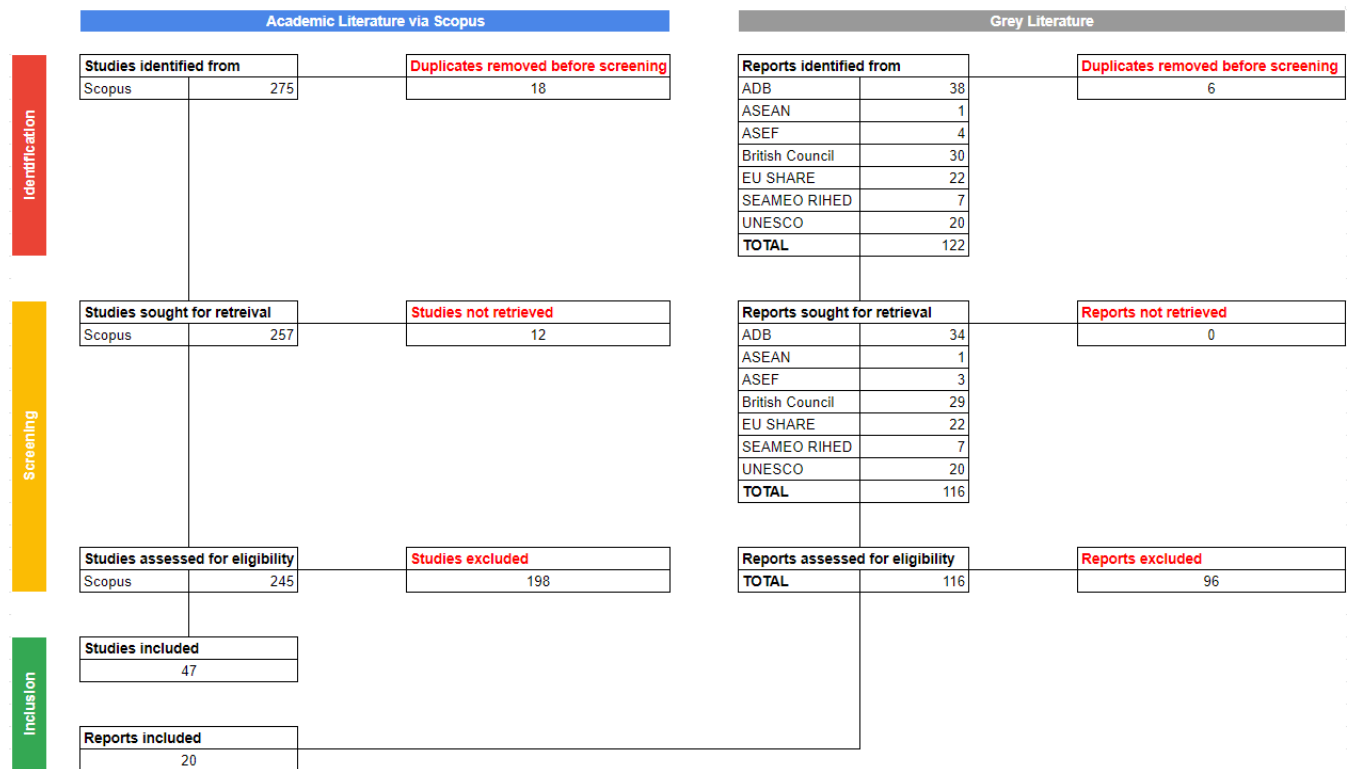 Academic Literature via Scopus
Grey Literature
Identification
Studies identified from
Scopus 275
Duplicates removed before screening
18
Reports identified from
ADB 38
ASEAN 1
ASEF 4
British Council 30
EU SHARE 22
SEAMEO RIHED 7
UNESCO 20
TOTAL 122
Duplicates removed before screening
6
Screening
Studies sought for retreival
Scopus 257
Studies not retrieved
12
Reports sought for retrieval
ADB 34
ASEAN 1
ASEF 3
British Council 29
EU SHARE 22
SEAMEO RIHED 7
UNESCO 20
TOTAL 116
Reports not retrieved
0
Studies assessed for eligibility
Scopus 245
Studies excluded
198
Reports assessed for eligibility
TOTAL 116
Reports excluded
96
Inclusion
Studies included
47
Reports included
20